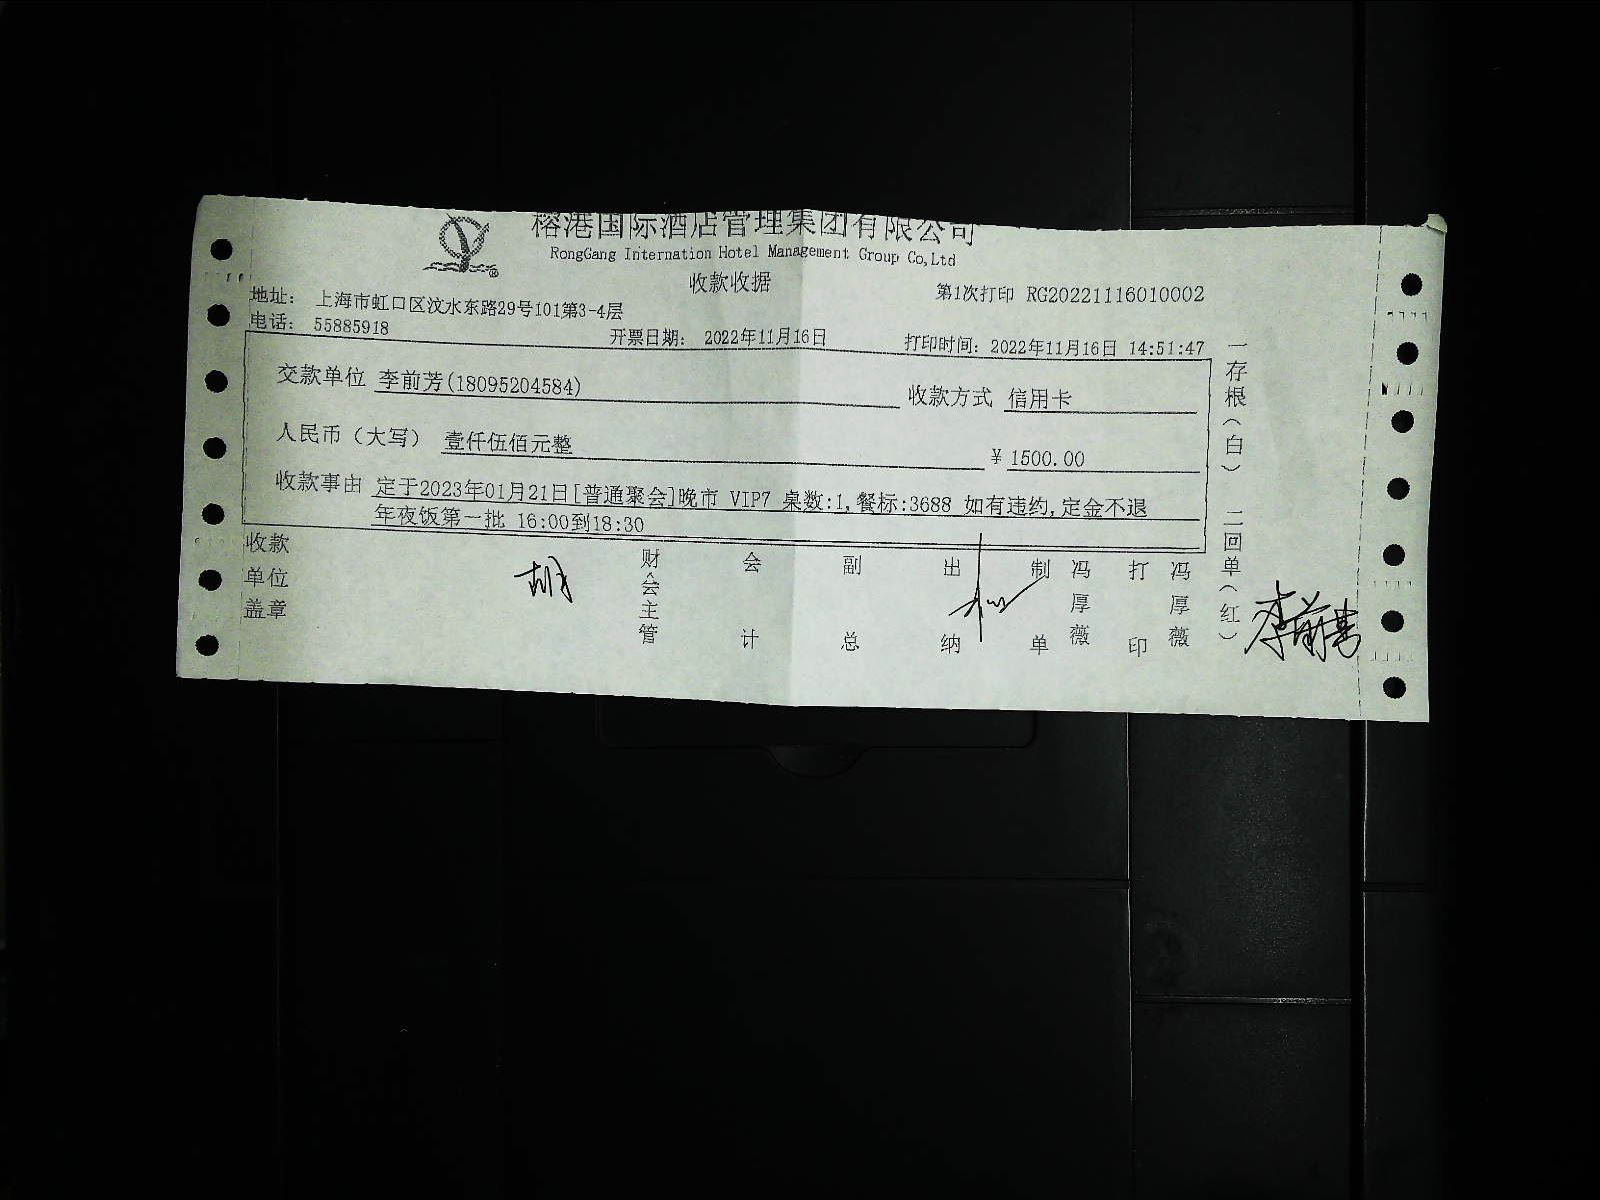 榕港国际酒店管理集团有限公司
RongGang Internation Hotel Management Group Co,Ltd
收款收据
第1次打印 RG20221116010002
地址: 上海市虹口区汶水东路29号101第3-4层
电话: 55885918
开票日期: 2022年11月16日
打印时间: 2022年11月16日 14:51:47
交款单位 李前芳(18095204584)
收款方式 信用卡
人民币（大写） 壹仟伍佰元整
¥ 1500.00
收款事由 定于2023年01月21日[普通聚会]晚市 VIP7 桌数:1,餐标:3688 如有违约,定金不退
年夜饭第一批 16:00到18:30
收款单位盖章
胡
财会主管
会计
副总
出纳
制单 冯厚薇
打印 冯厚薇
一存根（白） 二回单（红）
李前芳